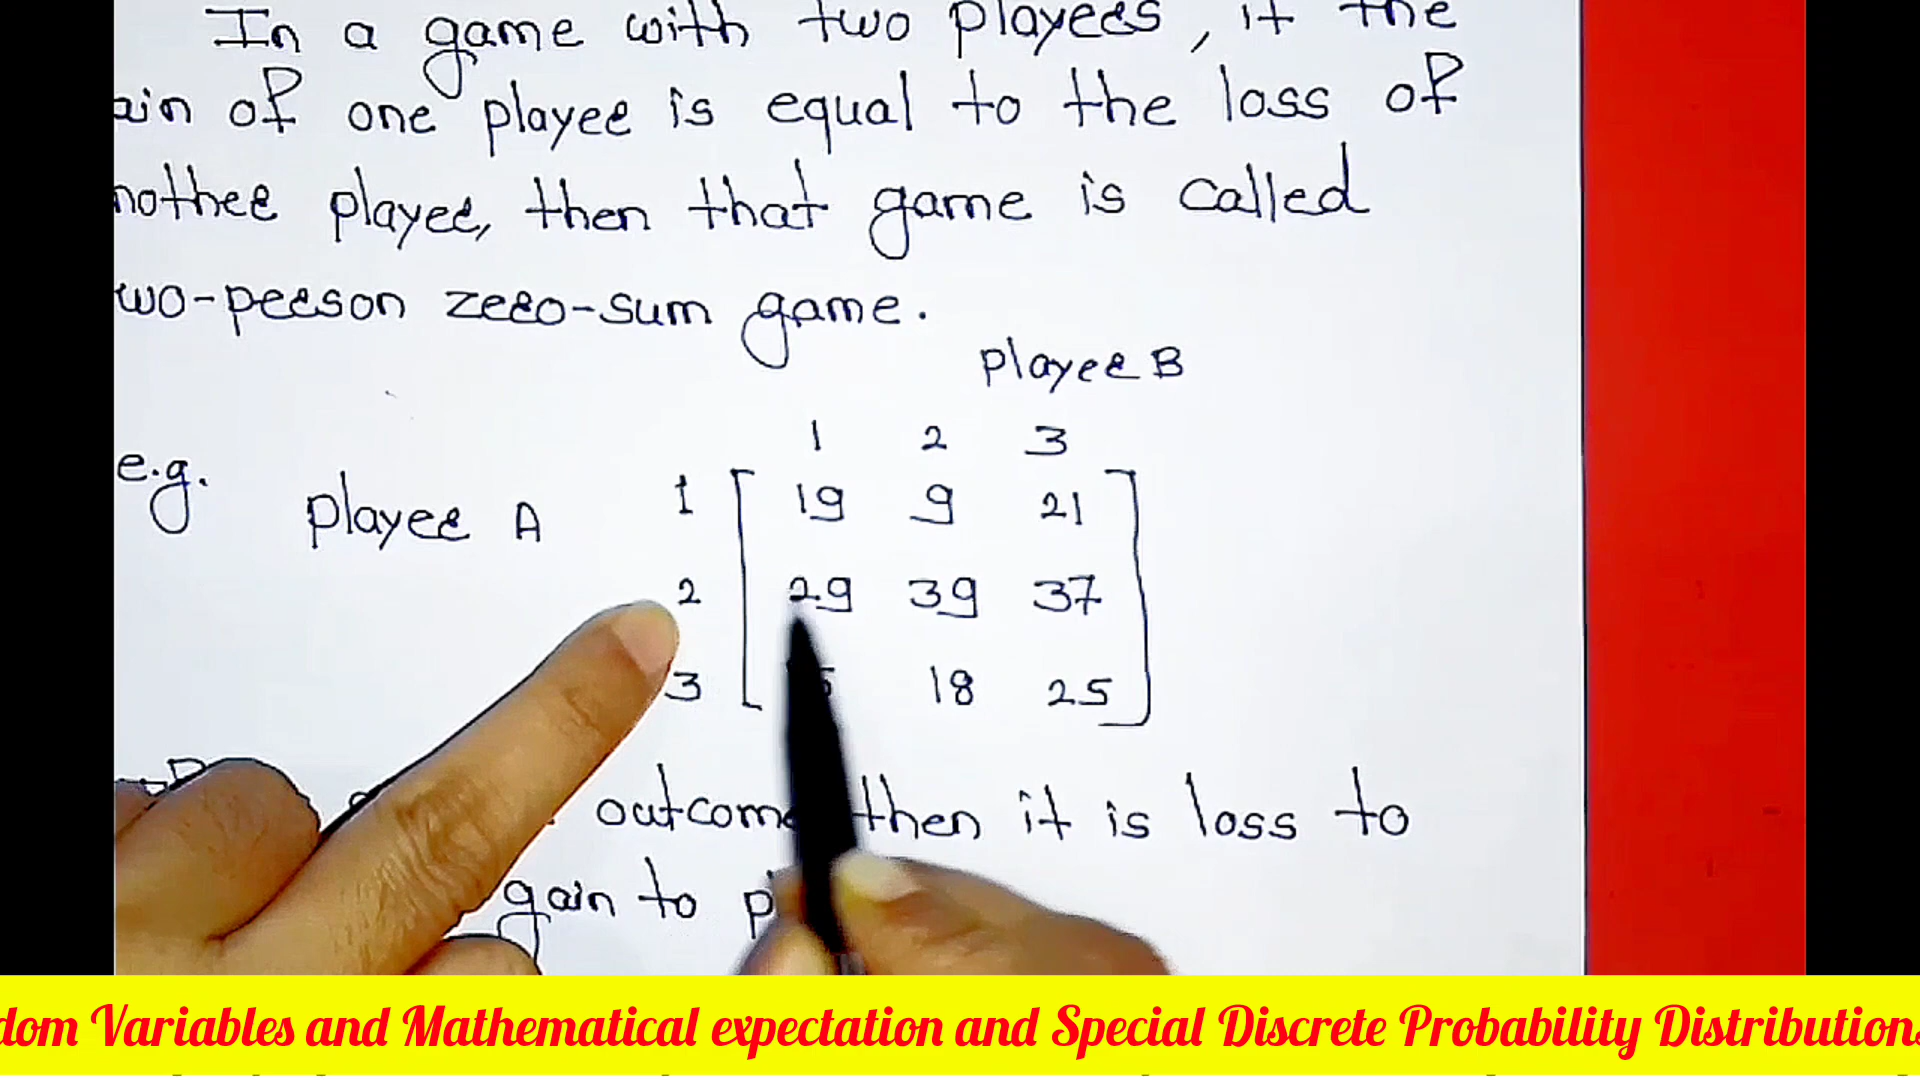 In a game with two players, if the
ain of one player is equal to the loss of
nother player, then that game is called
wo-person zero-sum game.
Player B
1 2 3
e.g. player A 1 19 9 21
2 29 39 37
3 18 25
outcome then it is loss to
gain to p
dom Variables and Mathematical expectation and Special Discrete Probability Distribution